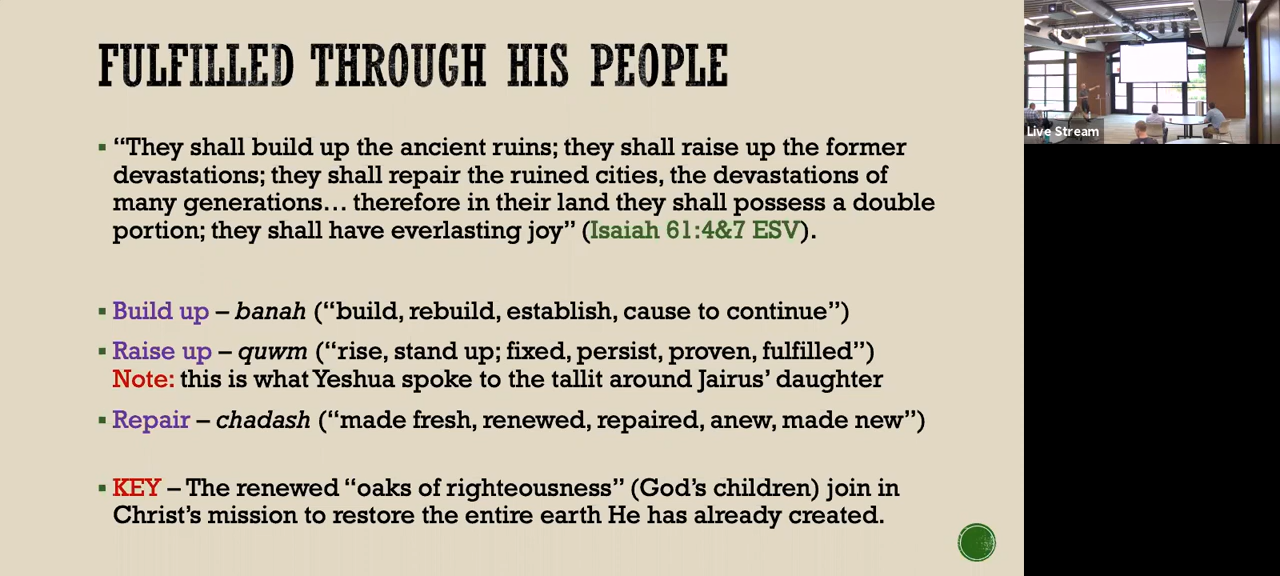 FULFILLED THROUGH HIS PEOPLE
▪ “They shall build up the ancient ruins; they shall raise up the former
devastations; they shall repair the ruined cities, the devastations of
many generations… therefore in their land they shall possess a double
portion; they shall have everlasting joy” (Isaiah 61:4&7 ESV).
▪ Build up – banah (“build, rebuild, establish, cause to continue”)
▪ Raise up – quwm (“rise, stand up; fixed, persist, proven, fulfilled”)
Note: this is what Yeshua spoke to the tallit around Jairus’ daughter
▪ Repair – chadash (“made fresh, renewed, repaired, anew, made new”)
▪ KEY – The renewed “oaks of righteousness” (God’s children) join in
Christ’s mission to restore the entire earth He has already created.
Live Stream